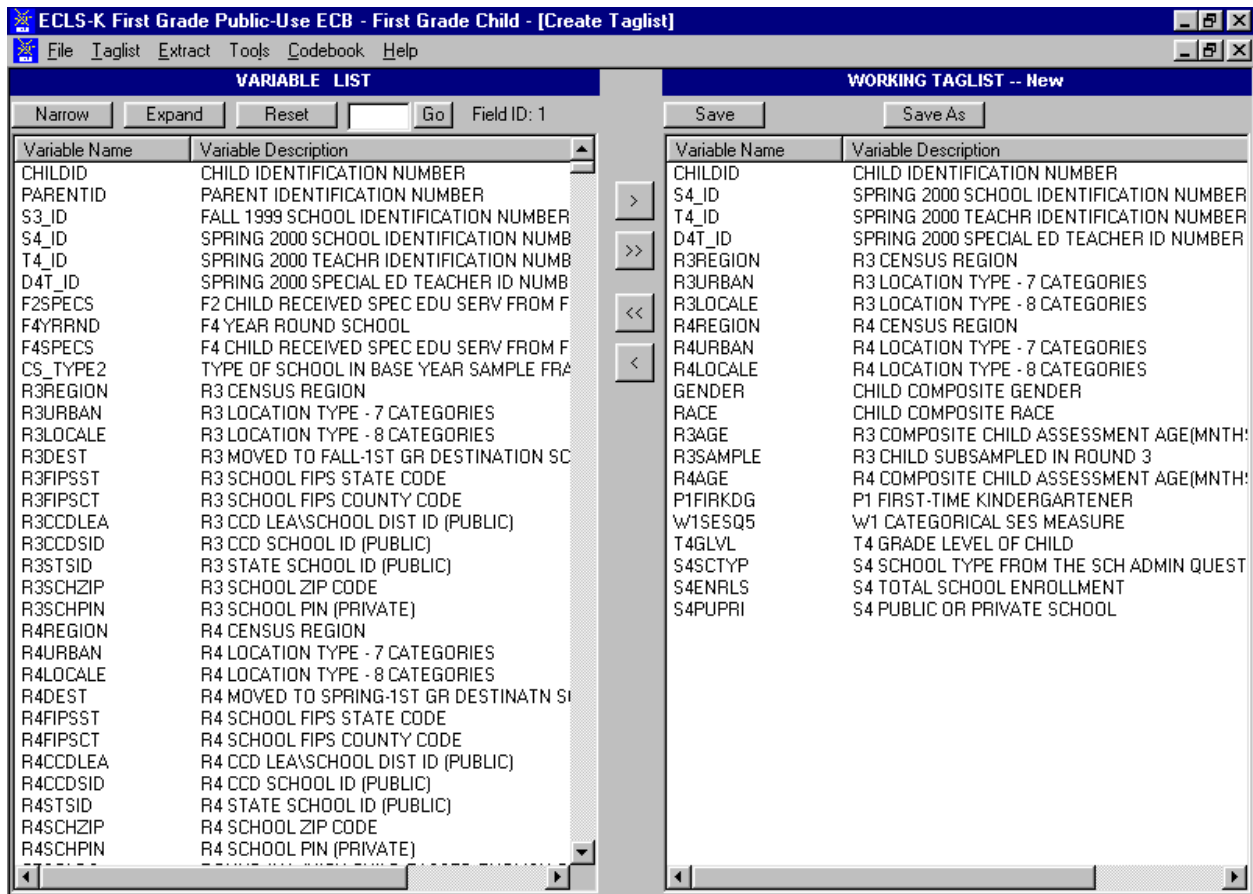 ECLS-K First Grade Public-Use ECB - First Grade Child - [Create Taglist]
File Taglist Extract Tools Codebook Help
VARIABLE LIST
Narrow Expand Reset Go Field ID: 1
Variable Name Variable Description
CHILDID CHILD IDENTIFICATION NUMBER
PARENTID PARENT IDENTIFICATION NUMBER
S3_ID FALL 1999 SCHOOL IDENTIFICATION NUMBER
S4_ID SPRING 2000 SCHOOL IDENTIFICATION NUMB
T4_ID SPRING 2000 TEACHR IDENTIFICATION NUMB
D4T_ID SPRING 2000 SPECIAL ED TEACHER ID NUMB
F2SPECS F2 CHILD RECEIVED SPEC EDU SERV FROM F
F4YRRND F4 YEAR ROUND SCHOOL
F4SPECS F4 CHILD RECEIVED SPEC EDU SERV FROM F
CS_TYPE2 TYPE OF SCHOOL IN BASE YEAR SAMPLE FRA
R3REGION R3 CENSUS REGION
R3URBAN R3 LOCATION TYPE - 7 CATEGORIES
R3LOCALE R3 LOCATION TYPE - 8 CATEGORIES
R3DEST R3 MOVED TO FALL-1ST GR DESTINATION SC
R3FIPSST R3 SCHOOL FIPS STATE CODE
R3FIPSCT R3 SCHOOL FIPS COUNTY CODE
R3CCDLEA R3 CCD LEA\SCHOOL DIST ID (PUBLIC)
R3CCDSID R3 CCD SCHOOL ID (PUBLIC)
R3STSID R3 STATE SCHOOL ID (PUBLIC)
R3SCHZIP R3 SCHOOL ZIP CODE
R3SCHPIN R3 SCHOOL PIN (PRIVATE)
R4REGION R4 CENSUS REGION
R4URBAN R4 LOCATION TYPE - 7 CATEGORIES
R4LOCALE R4 LOCATION TYPE - 8 CATEGORIES
R4DEST R4 MOVED TO SPRING-1ST GR DESTINATN S
R4FIPSST R4 SCHOOL FIPS STATE CODE
R4FIPSCT R4 SCHOOL FIPS COUNTY CODE
R4CCDLEA R4 CCD LEA\SCHOOL DIST ID (PUBLIC)
R4CCDSID R4 CCD SCHOOL ID (PUBLIC)
R4STSID R4 STATE SCHOOL ID (PUBLIC)
R4SCHZIP R4 SCHOOL ZIP CODE
R4SCHPIN R4 SCHOOL PIN (PRIVATE)
>
>>
<<
<
WORKING TAGLIST -- New
Save Save As
Variable Name Variable Description
CHILDID CHILD IDENTIFICATION NUMBER
S4_ID SPRING 2000 SCHOOL IDENTIFICATION NUMBER
T4_ID SPRING 2000 TEACHR IDENTIFICATION NUMBER
D4T_ID SPRING 2000 SPECIAL ED TEACHER ID NUMBER
R3REGION R3 CENSUS REGION
R3URBAN R3 LOCATION TYPE - 7 CATEGORIES
R3LOCALE R3 LOCATION TYPE - 8 CATEGORIES
R4REGION R4 CENSUS REGION
R4URBAN R4 LOCATION TYPE - 7 CATEGORIES
R4LOCALE R4 LOCATION TYPE - 8 CATEGORIES
GENDER CHILD COMPOSITE GENDER
RACE CHILD COMPOSITE RACE
R3AGE R3 COMPOSITE CHILD ASSESSMENT AGE(MNTH
R3SAMPLE R3 CHILD SUBSAMPLED IN ROUND 3
R4AGE R4 COMPOSITE CHILD ASSESSMENT AGE(MNTH
P1FIRKDG P1 FIRST-TIME KINDERGARTENER
W1SESQ5 W1 CATEGORICAL SES MEASURE
T4GLVL T4 GRADE LEVEL OF CHILD
S4SCTYP S4 SCHOOL TYPE FROM THE SCH ADMIN QUEST
S4ENRLS S4 TOTAL SCHOOL ENROLLMENT
S4PUPRI S4 PUBLIC OR PRIVATE SCHOOL